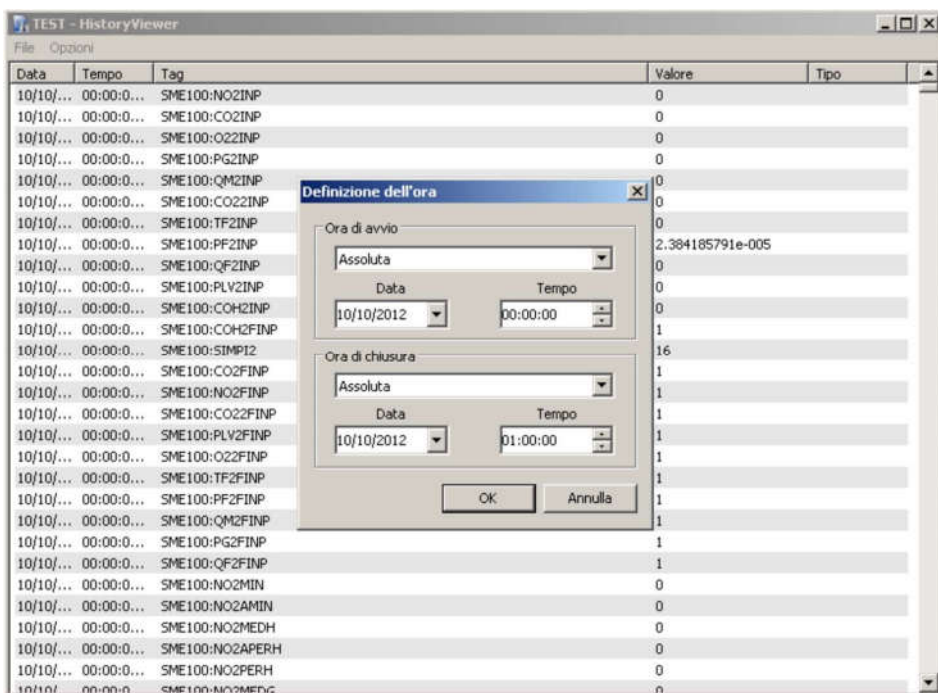 TEST - HistoryViewer
File Opzioni
Data Tempo Tag Valore Tipo
10/10/... 00:00:0... SME100:NO2INP 0
10/10/... 00:00:0... SME100:CO2INP 0
10/10/... 00:00:0... SME100:O22INP 0
10/10/... 00:00:0... SME100:PG2INP 0
10/10/... 00:00:0... SME100:QM2INP 0
10/10/... 00:00:0... SME100:CO22INP 0
10/10/... 00:00:0... SME100:TF2INP 0
10/10/... 00:00:0... SME100:PF2INP 2.384185791e-005
10/10/... 00:00:0... SME100:QF2INP 0
10/10/... 00:00:0... SME100:PLV2INP 0
10/10/... 00:00:0... SME100:COH2INP 0
10/10/... 00:00:0... SME100:COH2FINP 1
10/10/... 00:00:0... SME100:SIMPI2 16
10/10/... 00:00:0... SME100:CO2FINP 1
10/10/... 00:00:0... SME100:NO2FINP 1
10/10/... 00:00:0... SME100:CO22FINP 1
10/10/... 00:00:0... SME100:PLV2FINP 1
10/10/... 00:00:0... SME100:O22FINP 1
10/10/... 00:00:0... SME100:TF2FINP 1
10/10/... 00:00:0... SME100:PF2FINP 1
10/10/... 00:00:0... SME100:QM2FINP 1
10/10/... 00:00:0... SME100:PG2FINP 1
10/10/... 00:00:0... SME100:QF2FINP 1
10/10/... 00:00:0... SME100:NO2MIN 0
10/10/... 00:00:0... SME100:NO2AMIN 0
10/10/... 00:00:0... SME100:NO2MEDH 0
10/10/... 00:00:0... SME100:NO2APERH 0
10/10/... 00:00:0... SME100:NO2PERH 0
10/10/... 00:00:0... SME100:NO2MEDG 0
Definizione dell'ora
Ora di avvio
Assoluta
Data Tempo
10/10/2012 00:00:00
Ora di chiusura
Assoluta
Data Tempo
10/10/2012 01:00:00
OK Annulla